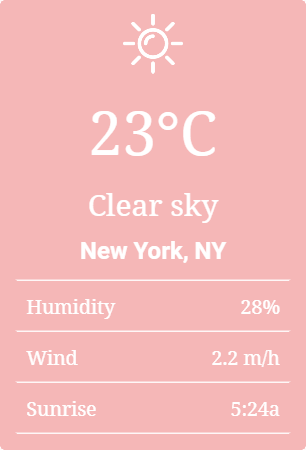 23°C
Clear sky
New York, NY
Humidity 28%
Wind 2.2 m/h
Sunrise 5:24a